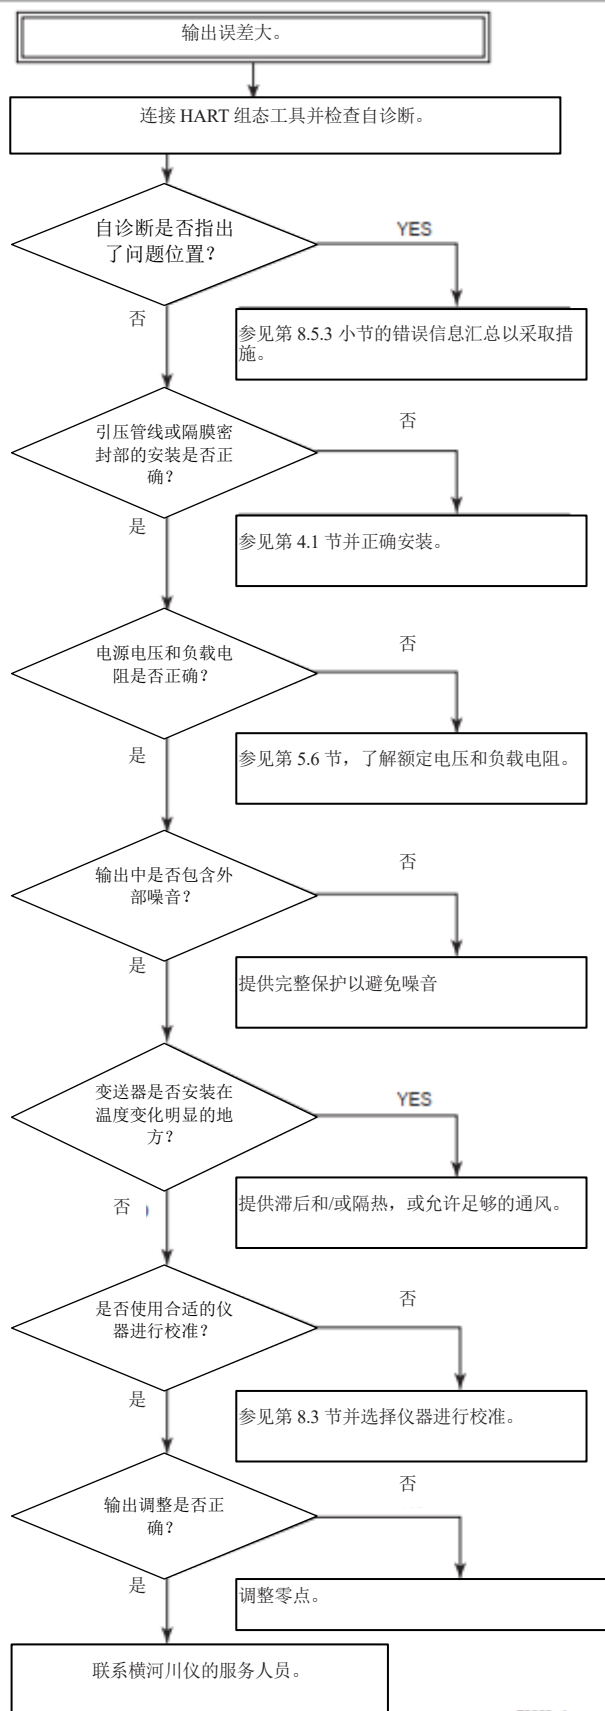 输出误差大。
连接 HART 组态工具并检查自诊断。
自诊断是否指出
了问题位置？
YES
否
参见第 8.5.3 小节的错误信息汇总以采取措
施。
引压管线或隔膜密
封部的安装是否正
确？
否
是
参见第 4.1 节并正确安装。
电源电压和负载电
阻是否正确？
否
是
参见第 5.6 节，了解额定电压和负载电阻。
输出中是否包含外
部噪音？
否
是
提供完整保护以避免噪音
变送器是否安装在
温度变化明显的地
方？
YES
否
提供滞后和/或隔热，或允许足够的通风。
是否使用合适的仪
器进行校准？
否
是
参见第 8.3 节并选择仪器进行校准。
输出调整是否正
确？
否
是
调整零点。
联系横河川仪的服务人员。